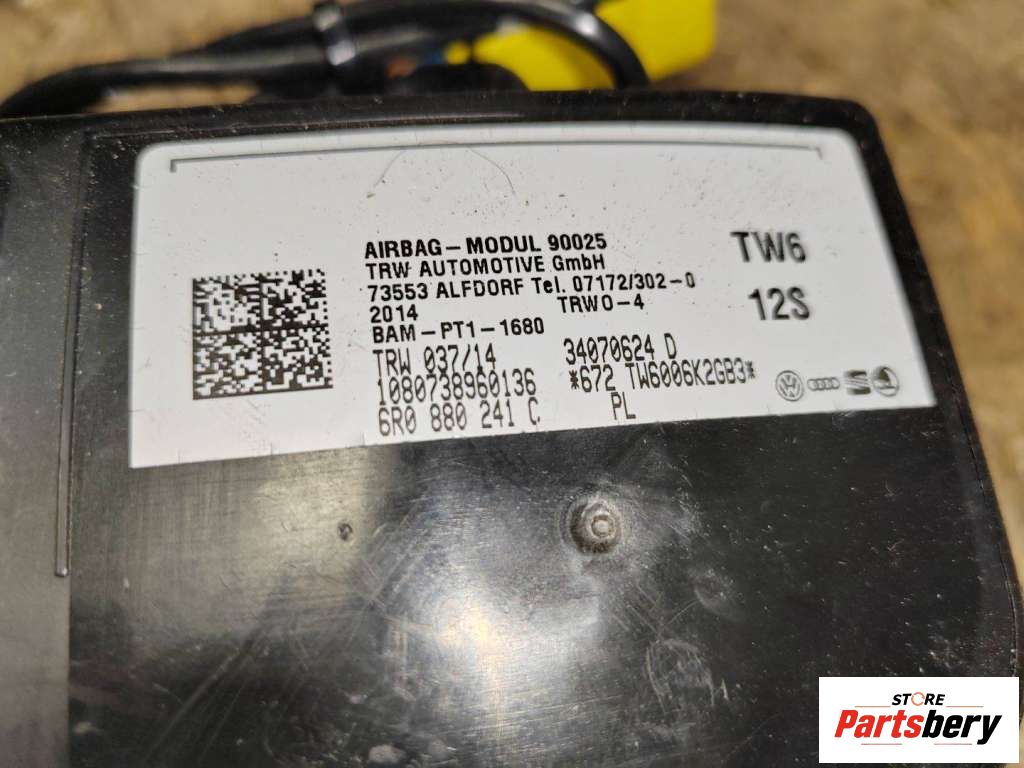 AIRBAG-MODUL 90025
TRW AUTOMOTIVE GmbH
73553 ALFDORF Tel. 07172/302-0
2014 TRWO-4
BAM-PT1-1680
TRW 037/14 34070624 D
1080738960136 *672 TW6006K2GB3*
6R0 880 241 C PL
TW6
12S
STORE
Partsbery